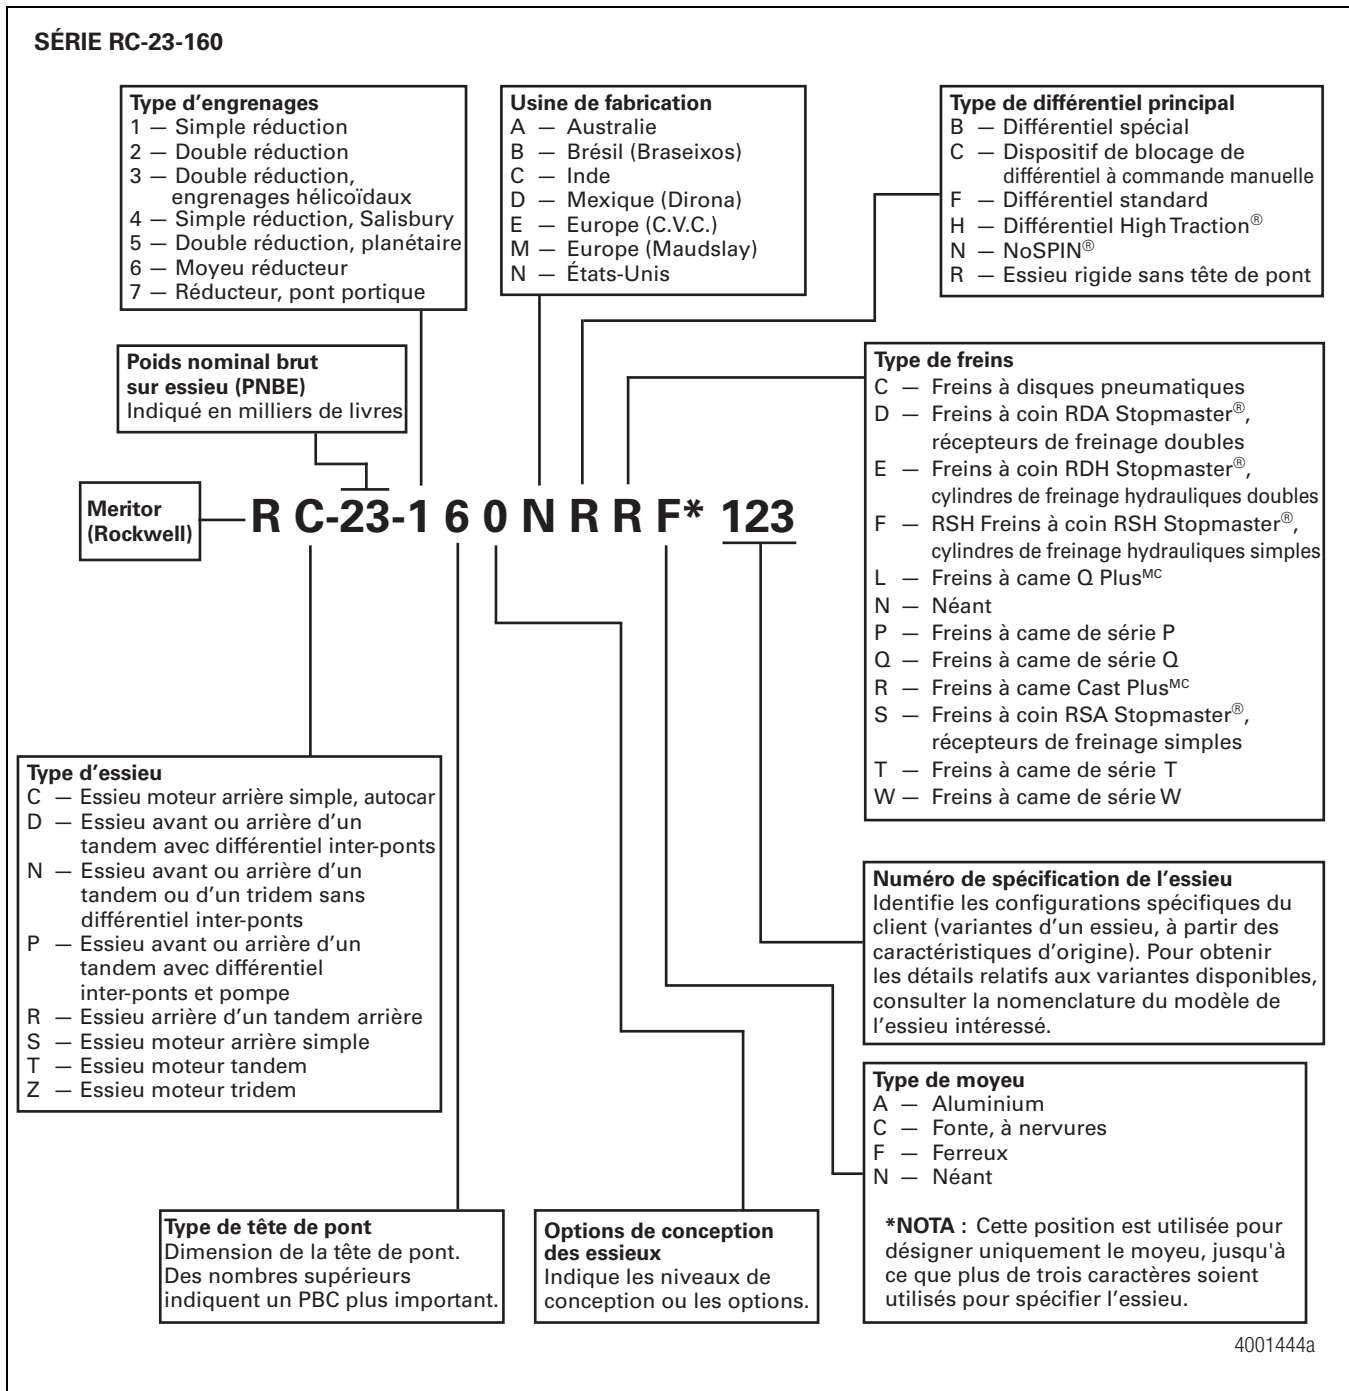 SÉRIE RC-23-160
Type d'engrenages
1 — Simple réduction
2 — Double réduction
3 — Double réduction,
engrenages hélicoïdaux
4 — Simple réduction, Salisbury
5 — Double réduction, planétaire
6 — Moyeu réducteur
7 — Réducteur, pont portique
Usine de fabrication
A — Australie
B — Brésil (Braseixos)
C — Inde
D — Mexique (Dirona)
E — Europe (C.V.C.)
M — Europe (Maudslay)
N — États-Unis
Type de différentiel principal
B — Différentiel spécial
C — Dispositif de blocage de
différentiel à commande manuelle
F — Différentiel standard
H — Différentiel High Traction®
N — NoSPIN®
R — Essieu rigide sans tête de pont
Poids nominal brut
sur essieu (PNBE)
Indiqué en milliers de livres
Type de freins
C — Freins à disques pneumatiques
D — Freins à coin RDA Stopmaster®,
récepteurs de freinage doubles
E — Freins à coin RDH Stopmaster®,
cylindres de freinage hydrauliques doubles
F — RSH Freins à coin RSH Stopmaster®,
cylindres de freinage hydrauliques simples
L — Freins à came Q Plus MC
N — Néant
P — Freins à came de série P
Q — Freins à came de série Q
R — Freins à came Cast Plus MC
S — Freins à coin RSA Stopmaster®,
récepteurs de freinage simples
T — Freins à came de série T
W — Freins à came de série W
Meritor
(Rockwell)
R C-23-1 6 0 N R R F* 123
Type d'essieu
C — Essieu moteur arrière simple, autocar
D — Essieu avant ou arrière d'un
tandem avec différentiel inter-ponts
N — Essieu avant ou arrière d'un
tandem ou d'un tridem sans
différentiel inter-ponts
P — Essieu avant ou arrière d'un
tandem avec différentiel
inter-ponts et pompe
R — Essieu arrière d'un tandem arrière
S — Essieu moteur arrière simple
T — Essieu moteur tandem
Z — Essieu moteur tridem
Numéro de spécification de l'essieu
Identifie les configurations spécifiques du
client (variantes d'un essieu, à partir des
caractéristiques d'origine). Pour obtenir
les détails relatifs aux variantes disponibles,
consulter la nomenclature du modèle de
l'essieu intéressé.
Type de moyeu
A — Aluminium
C — Fonte, à nervures
F — Ferreux
N — Néant
*NOTA : Cette position est utilisée pour
désigner uniquement le moyeu, jusqu'à
ce que plus de trois caractères soient
utilisés pour spécifier l'essieu.
Type de tête de pont
Dimension de la tête de pont.
Des nombres supérieurs
indiquent un PBC plus important.
Options de conception
des essieux
Indique les niveaux de
conception ou les options.
4001444a